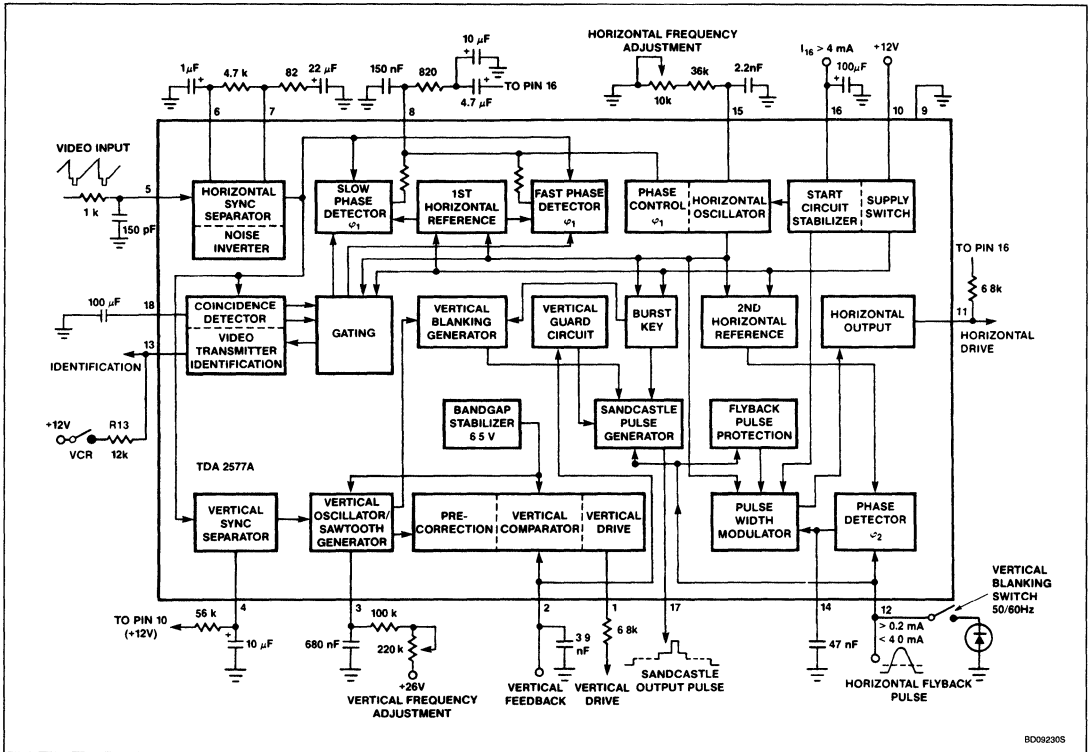 HORIZONTAL FREQUENCY
ADJUSTMENT
10 µF
1µF
4.7 k
82
22 µF
150 nF
820
4.7 µF
TO PIN 16
10k
36k
2.2nF
I16 > 4 mA
+12V
100µF
6
7
8
15
16
10
9
VIDEO INPUT
5
1 k
150 pF
HORIZONTAL
SYNC
SEPARATOR
NOISE
INVERTER
SLOW
PHASE
DETECTOR
φ1
1ST
HORIZONTAL
REFERENCE
FAST PHASE
DETECTOR
φ1
PHASE
CONTROL
φ1
HORIZONTAL
OSCILLATOR
START
CIRCUIT
STABILIZER
SUPPLY
SWITCH
TO PIN 16
6 8k
11
HORIZONTAL
DRIVE
100 µF
18
13
IDENTIFICATION
COINCIDENCE
DETECTOR
VIDEO
TRANSMITTER
IDENTIFICATION
GATING
VERTICAL
BLANKING
GENERATOR
VERTICAL
GUARD
CIRCUIT
BURST
KEY
2ND
HORIZONTAL
REFERENCE
HORIZONTAL
OUTPUT
+12V
VCR
R13
12k
BANDGAP
STABILIZER
6 5 V
SANDCASTLE
PULSE
GENERATOR
FLYBACK
PULSE
PROTECTION
TDA 2577A
VERTICAL
SYNC
SEPARATOR
VERTICAL
OSCILLATOR/
SAWTOOTH
GENERATOR
PRE-
CORRECTION
VERTICAL
COMPARATOR
VERTICAL
DRIVE
PULSE
WIDTH
MODULATOR
PHASE
DETECTOR
φ2
VERTICAL
BLANKING
SWITCH
50/60Hz
TO PIN 10
(+12V)
56 k
4
10 µF
3
100 k
680 nF
220 k
+26V
VERTICAL FREQUENCY
ADJUSTMENT
2
3 9
nF
VERTICAL
FEEDBACK
1
6 8k
VERTICAL
DRIVE
17
SANDCASTLE
OUTPUT PULSE
14
47 nF
12
> 0.2 mA
< 4 0 mA
HORIZONTAL FLYBACK
PULSE
BD09230S